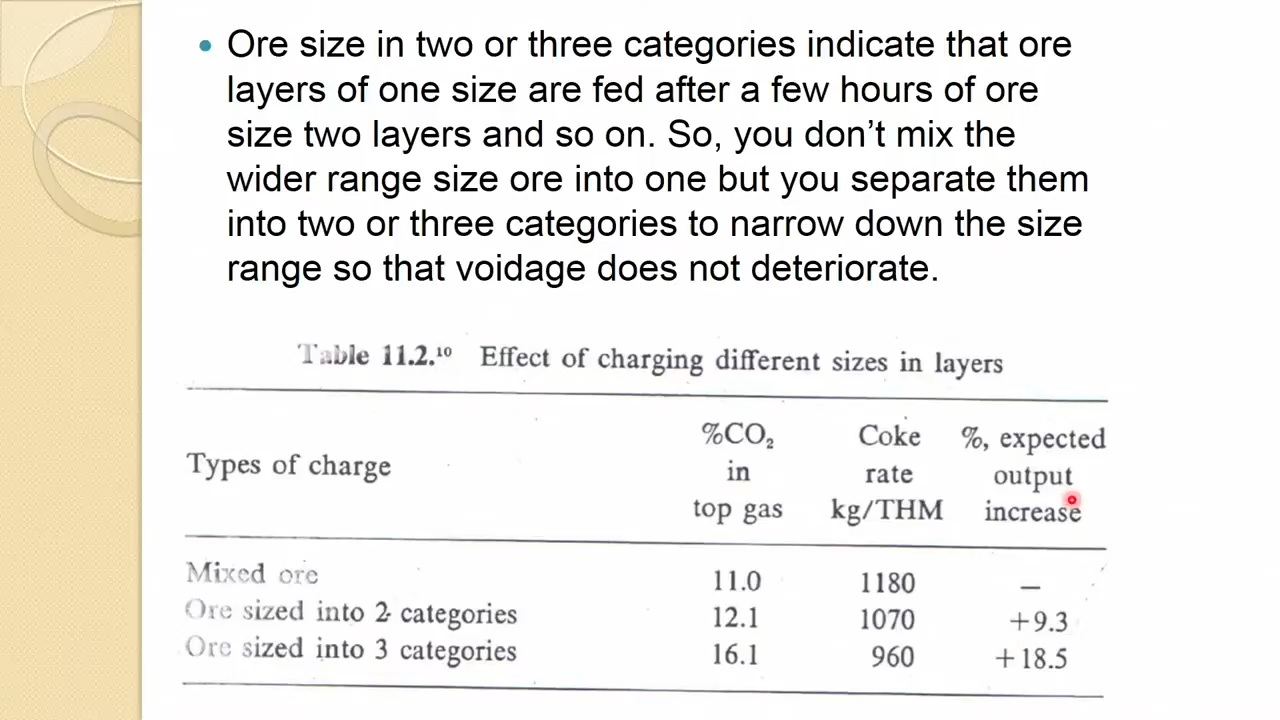 • Ore size in two or three categories indicate that ore
layers of one size are fed after a few hours of ore
size two layers and so on. So, you don't mix the
wider range size ore into one but you separate them
into two or three categories to narrow down the size
range so that voidage does not deteriorate.
Table 11.2.¹⁰ Effect of charging different sizes in layers
Types of charge %CO₂ in top gas Coke rate kg/THM %, expected output increase
Mixed ore 11.0 1180 –
Ore sized into 2 categories 12.1 1070 +9.3
Ore sized into 3 categories 16.1 960 +18.5